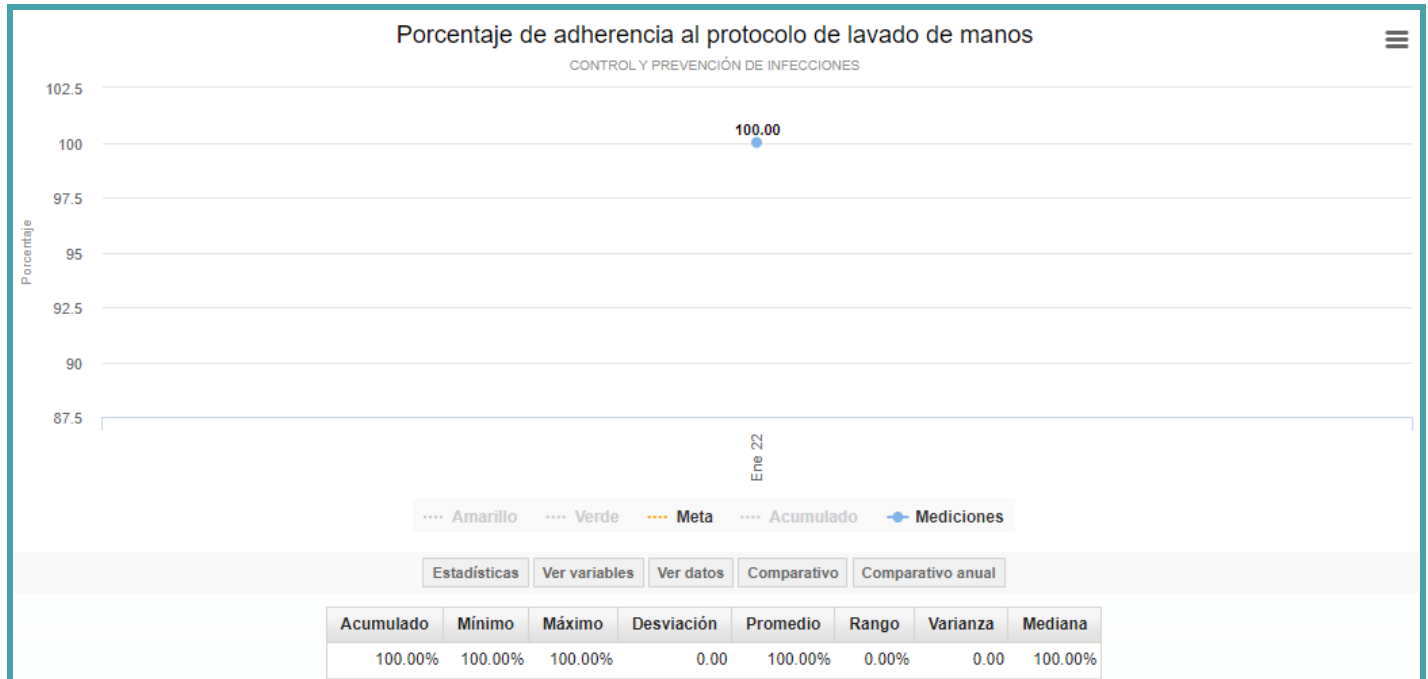 Porcentaje de adherencia al protocolo de lavado de manos
CONTROL Y PREVENCIÓN DE INFECCIONES
102.5
100
97.5
95
92.5
90
87.5
Porcentaje
100.00
Ene 22
Amarillo Verde Meta Acumulado Mediciones
Estadísticas Ver variables Ver datos Comparativo Comparativo anual
Acumulado Mínimo Máximo Desviación Promedio Rango Varianza Mediana
100.00% 100.00% 100.00% 0.00 100.00% 0.00% 0.00 100.00%